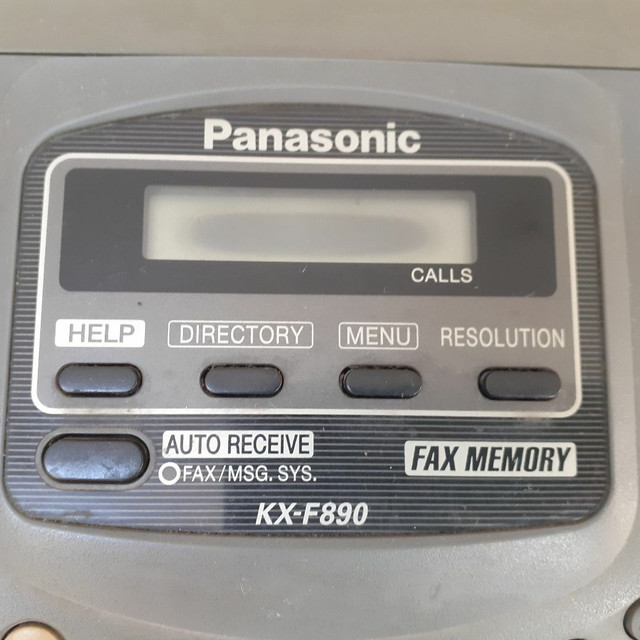 Panasonic
CALLS
HELP DIRECTORY MENU RESOLUTION
AUTO RECEIVE
FAX/MSG. SYS.
FAX MEMORY
KX-F890